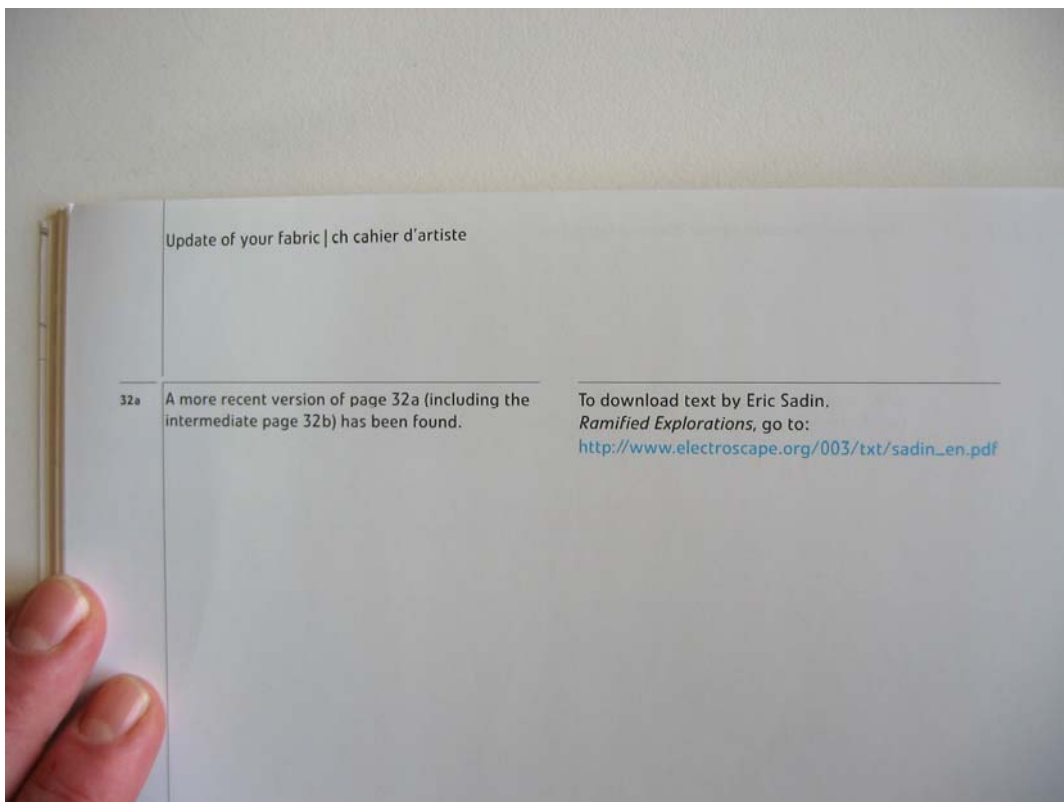 Update of your fabric | ch cahier d'artiste
32a
A more recent version of page 32a (including the
intermediate page 32b) has been found.
To download text by Eric Sadin.
Ramified Explorations, go to:
http://www.electroscape.org/003/txt/sadin_en.pdf